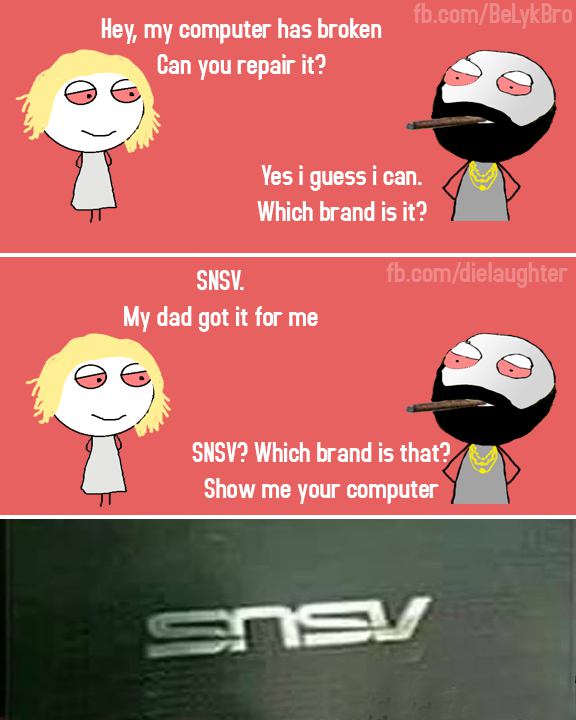 fb.com/BeLykBro
Hey, my computer has broken
Can you repair it?
Yes i guess i can.
Which brand is it?
fb.com/dielaughter
SNSV.
My dad got it for me
SNSV? Which brand is that?
Show me your computer
SNSV